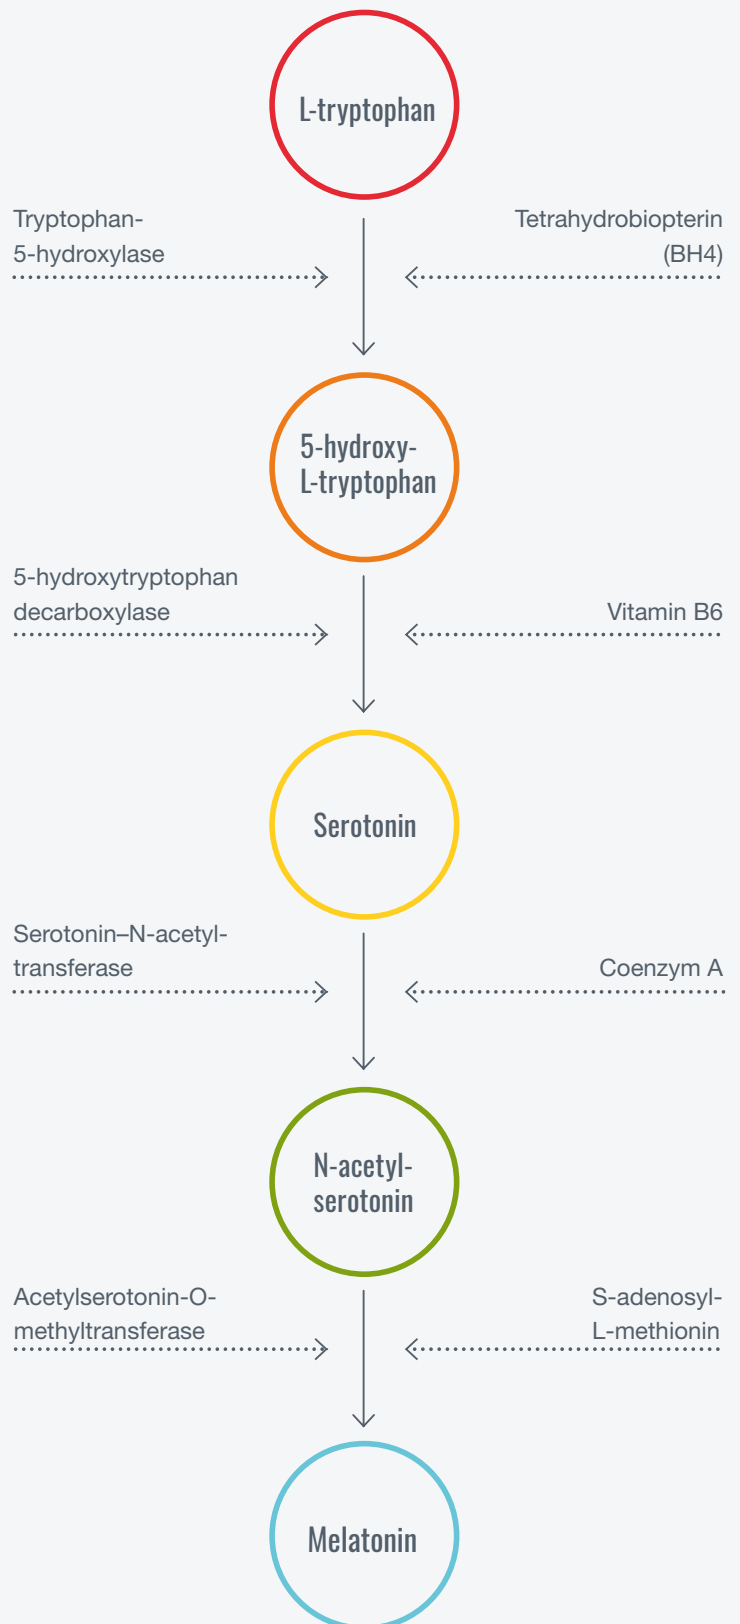 L-tryptophan
Tryptophan-
5-hydroxylase
Tetrahydrobiopterin
(BH4)
5-hydroxy-
L-tryptophan
5-hydroxytryptophan
decarboxylase
Vitamin B6
Serotonin
Serotonin–N-acetyl-
transferase
Coenzym A
N-acetyl-
serotonin
Acetylserotonin-O-
methyltransferase
S-adenosyl-
L-methionin
Melatonin